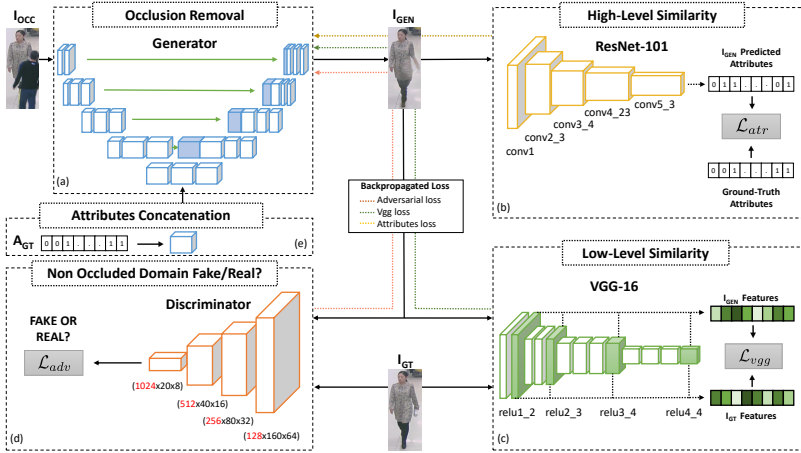 I_OCC
Occlusion Removal
Generator
(a)
I_GEN
High-Level Similarity
ResNet-101
conv1
conv2_3
conv3_4
conv4_23
conv5_3
I_GEN Predicted
Attributes
0 1 1 . . . . 0 1
L_atr
0 0 1 . . . . 1 1
Ground-Truth
Attributes
(b)
Backpropagated Loss
Adversarial loss
Vgg loss
Attributes loss
Attributes Concatenation
A_GT
0 0 1 . . . . 1 1
(e)
Non Occluded Domain Fake/Real?
Discriminator
FAKE OR
REAL?
L_adv
(1024x20x8)
(512x40x16)
(256x80x32)
(128x160x64)
(d)
I_GT
Low-Level Similarity
VGG-16
relu1_2
relu2_3
relu3_4
relu4_4
I_GEN Features
L_vgg
I_GT Features
(c)